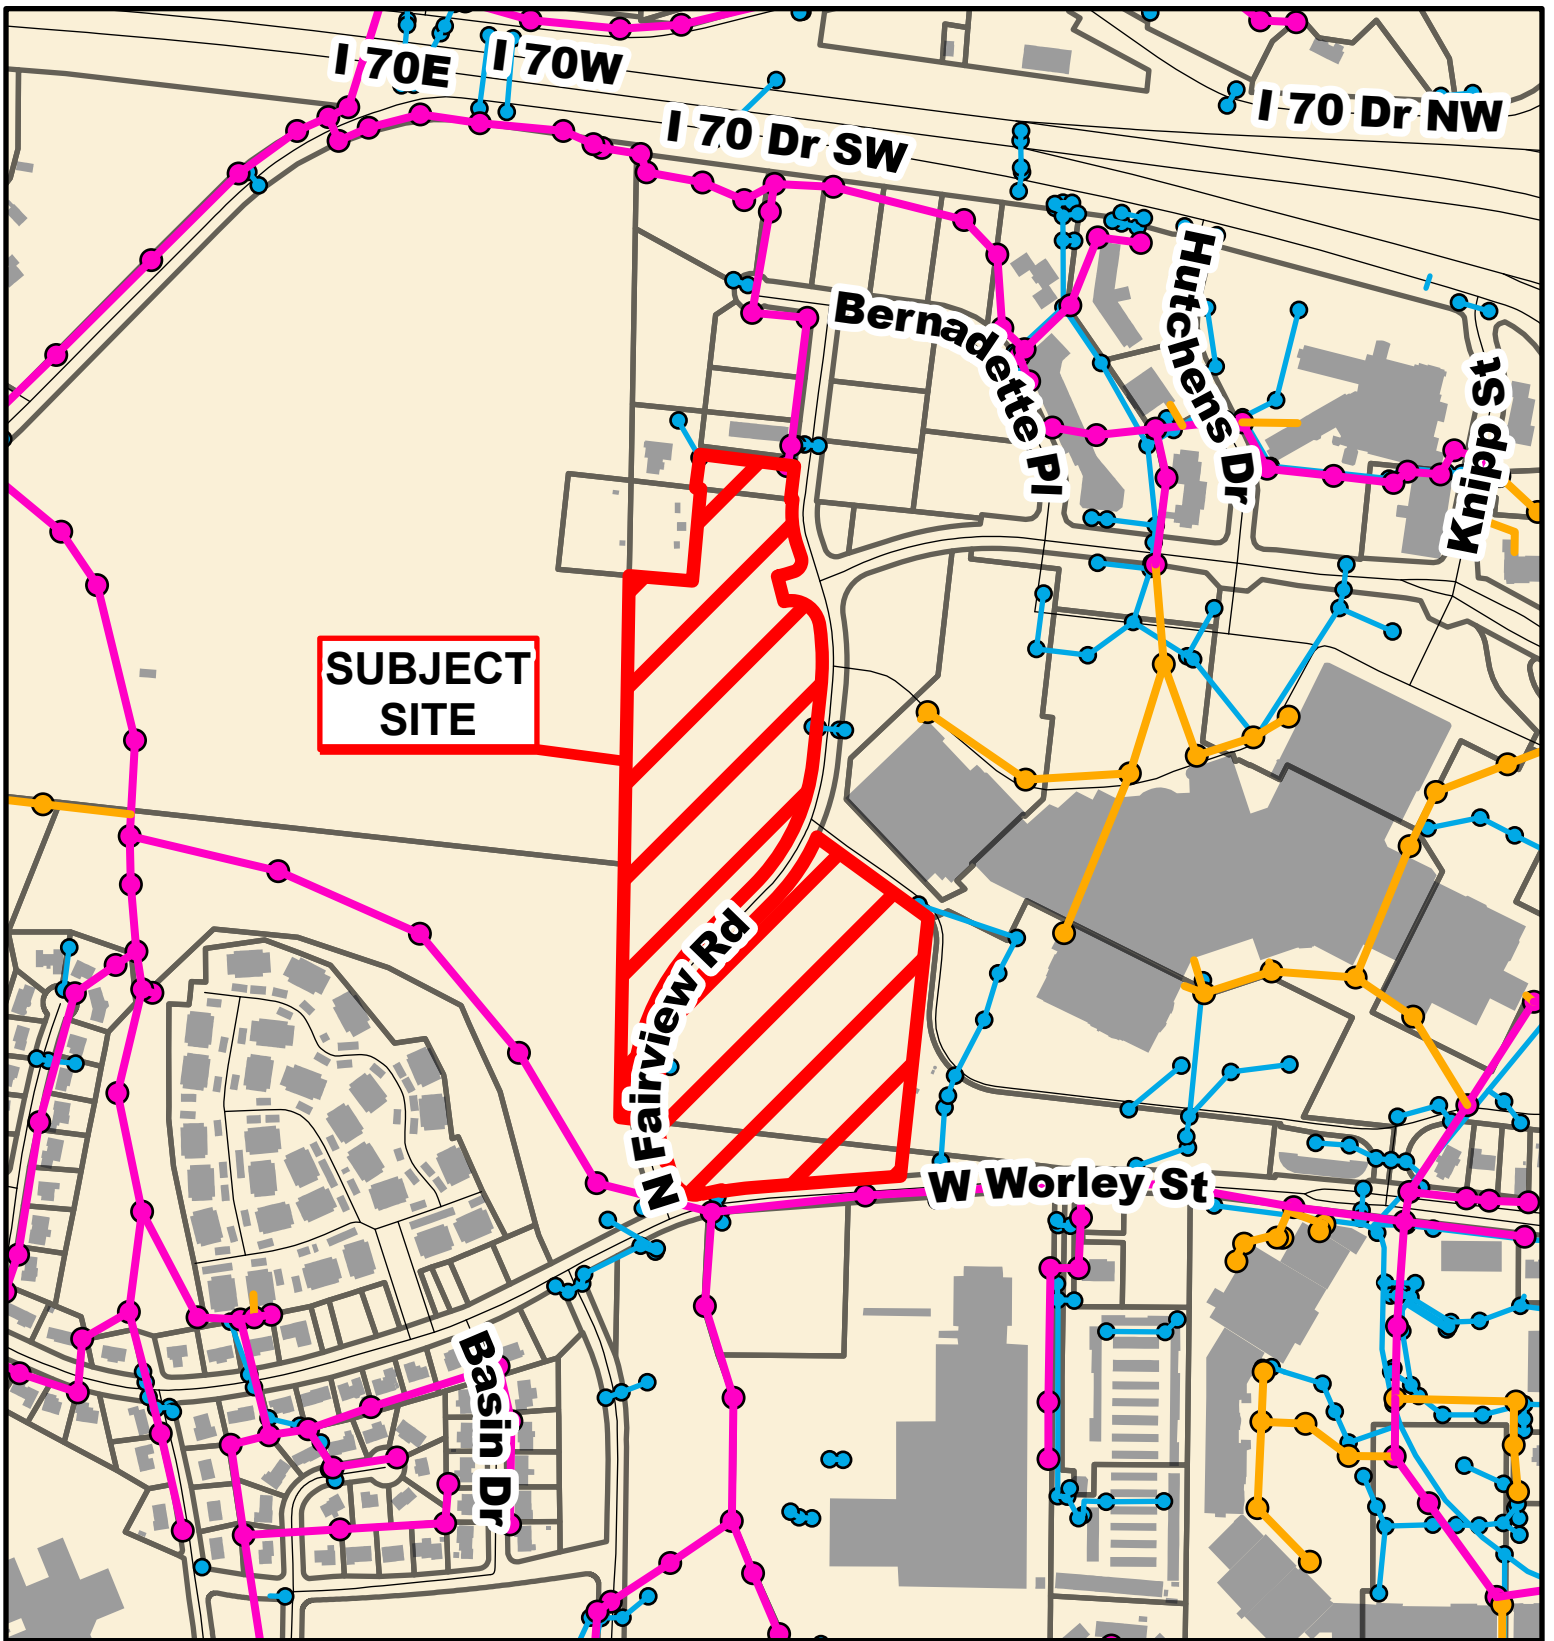 I 70E
I 70W
I 70 Dr SW
I 70 Dr NW
Hutchens Dr
Bernadette Pl
Knipp St
SUBJECT
SITE
N Fairview Rd
W Worley St
Basin Dr